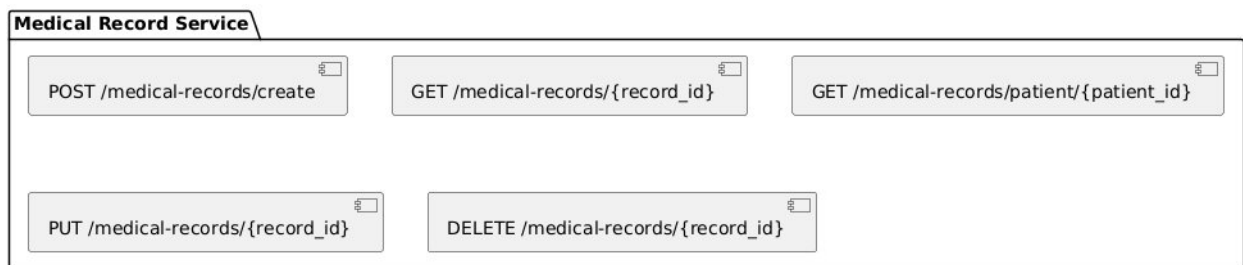 Medical Record Service
POST /medical-records/create
GET /medical-records/{record_id}
GET /medical-records/patient/{patient_id}
PUT /medical-records/{record_id}
DELETE /medical-records/{record_id}